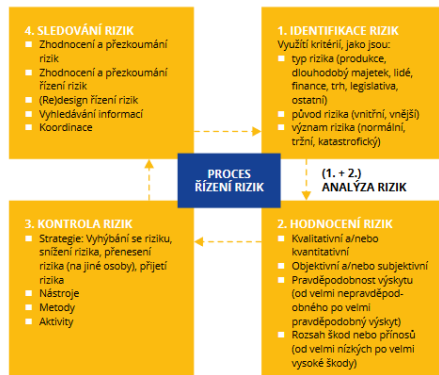 4. SLEDOVÁNÍ RIZIK
Zhodnocení a přezkoumání
rizik
Zhodnocení a přezkoumání
řízení rizik
(Re)design řízení rizik
Vyhledávání informací
Koordinace
1. IDENTIFIKACE RIZIK
Využití kritérií, jako jsou:
typ rizika (produkce,
dlouhodobý majetek, lidé,
finance, trh, legislativa,
ostatní)
původ rizika (vnitřní, vnější)
význam rizika (normální,
tržní, katastrofický)
PROCES
ŘÍZENÍ RIZIK
(1. + 2.)
ANALÝZA RIZIK
3. KONTROLA RIZIK
Strategie: Vyhýbání se riziku,
snížení rizika, přenesení
rizika (na jiné osoby), přijetí
rizika
Nástroje
Metody
Aktivity
2. HODNOCENÍ RIZIK
Kvalitativní a/nebo
kvantitativní
Objektivní a/nebo subjektivní
Pravděpodobnost výskytu
(od velmi nepravděpod-
obného po velmi
pravděpodobný výskyt)
Rozsah škod nebo přínosů
(od velmi nízkých po velmi
vysoké škody)